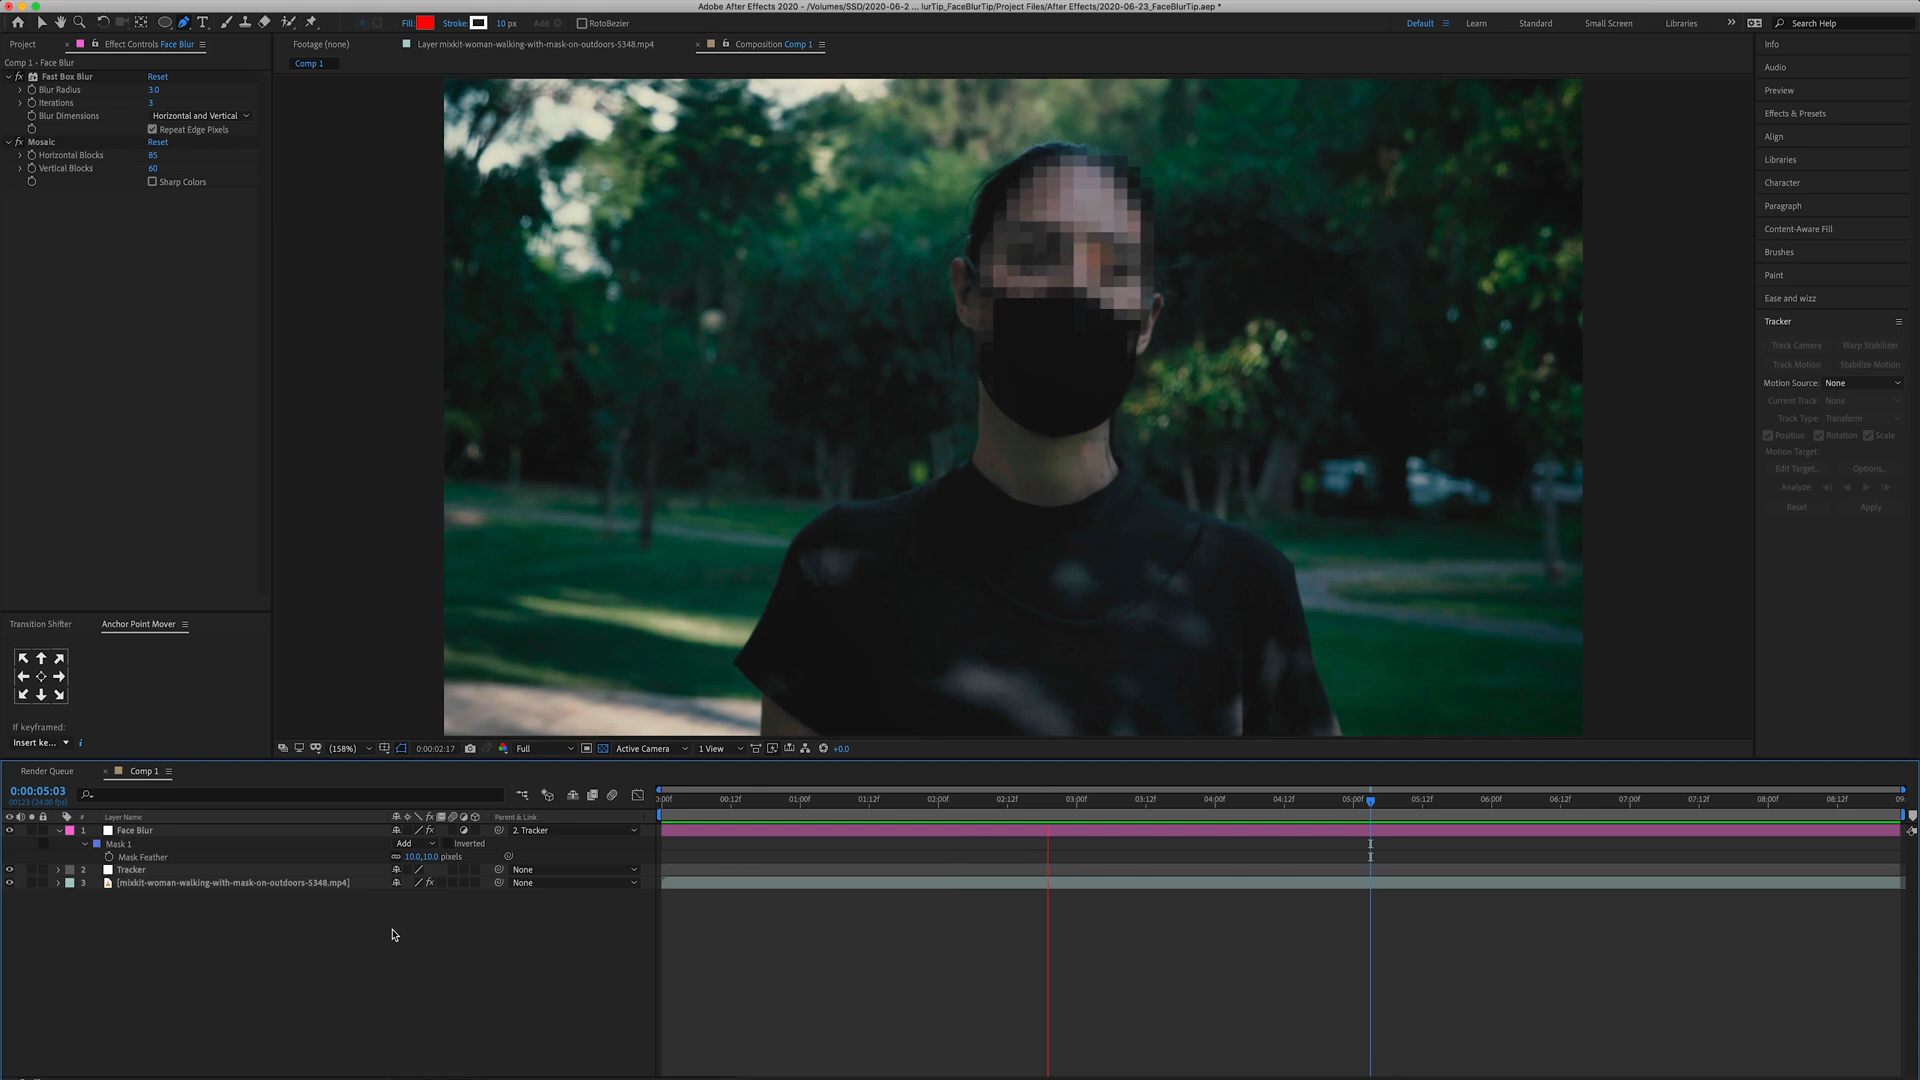 Adobe After Effects 2020 - /Volumes/SSD/2020-06-2 ... lurTip_FaceBlurTip/Project Files/After Effects/2020-06-23_FaceBlurTip.aep *
Fill: Stroke: 10 px Add: RotoBezier
Default Learn Standard Small Screen Libraries » Search Help
Project × Effect Controls Face Blur
Footage (none) Layer mixkit-woman-walking-with-mask-on-outdoors-5348.mp4 × Composition Comp 1
Comp 1 • Face Blur
Comp 1
fx Fast Box Blur Reset
Blur Radius 3.0
Iterations 3
Blur Dimensions Horizontal and Vertical
Repeat Edge Pixels
fx Mosaic Reset
Horizontal Blocks 85
Vertical Blocks 60
Sharp Colors
Info
Audio
Preview
Effects & Presets
Align
Libraries
Character
Paragraph
Content-Aware Fill
Brushes
Paint
Ease and wizz
Tracker
Track Camera Warp Stabilizer
Track Motion Stabilize Motion
Motion Source: None
Current Track: None
Track Type: Transform
Position Rotation Scale
Motion Target:
Edit Target... Options...
Analyze:
Reset Apply
Transition Shifter Anchor Point Mover
If keyframed:
Insert ke... i
(158%) 0:00:02:17 Full Active Camera 1 View +0.0
Render Queue × Comp 1
0:00:05:03
00123 (24.00 fps)
:00f 00:12f 01:00f 01:12f 02:00f 02:12f 03:00f 03:12f 04:00f 04:12f 05:00f 05:12f 06:00f 06:12f 07:00f 07:12f 08:00f 08:12f 09:
# Layer Name fx Parent & Link
1 Face Blur fx 2. Tracker
Mask 1 Add Inverted
Mask Feather 10.0,10.0 pixels
2 Tracker None
3 [mixkit-woman-walking-with-mask-on-outdoors-5348.mp4] fx None